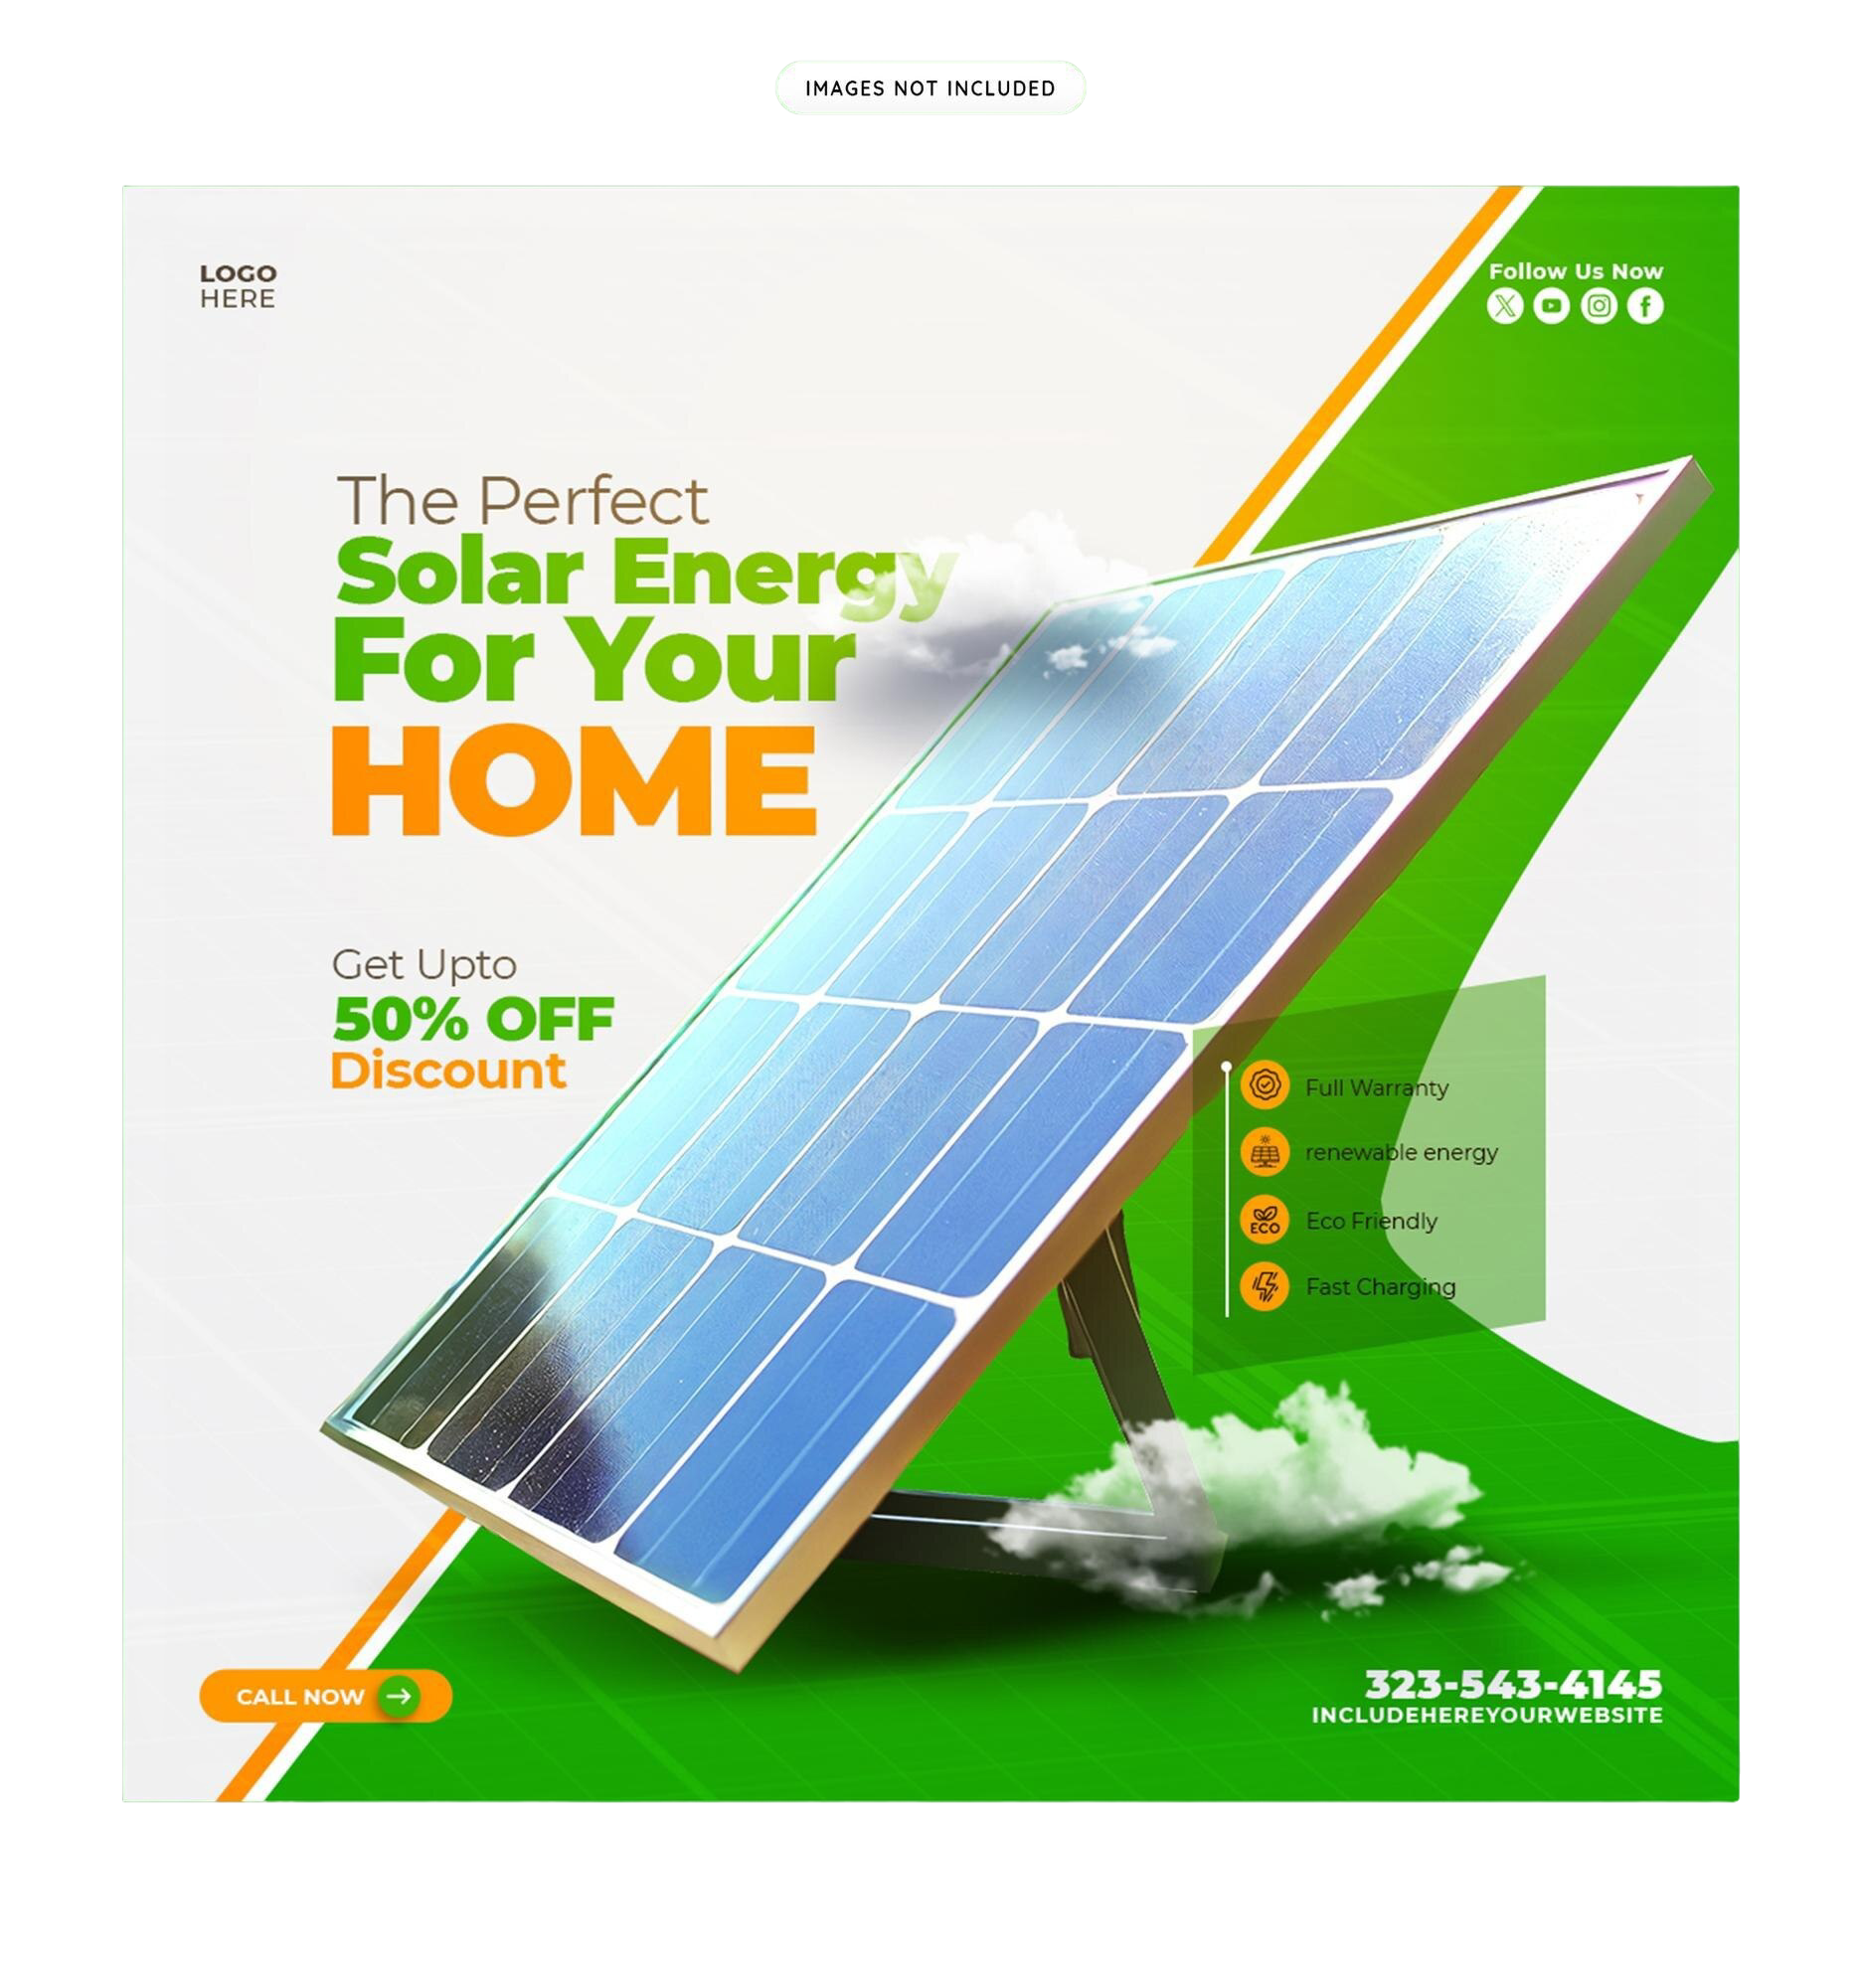 IMAGES NOT INCLUDED
LOGO
HERE
Follow Us Now
The Perfect
Solar Energy
For Your
HOME
Get Upto
50% OFF
Discount
Full Warranty
renewable energy
ECO
Eco Friendly
Fast Charging
CALL NOW
323-543-4145
INCLUDEHEREYOURWEBSITE